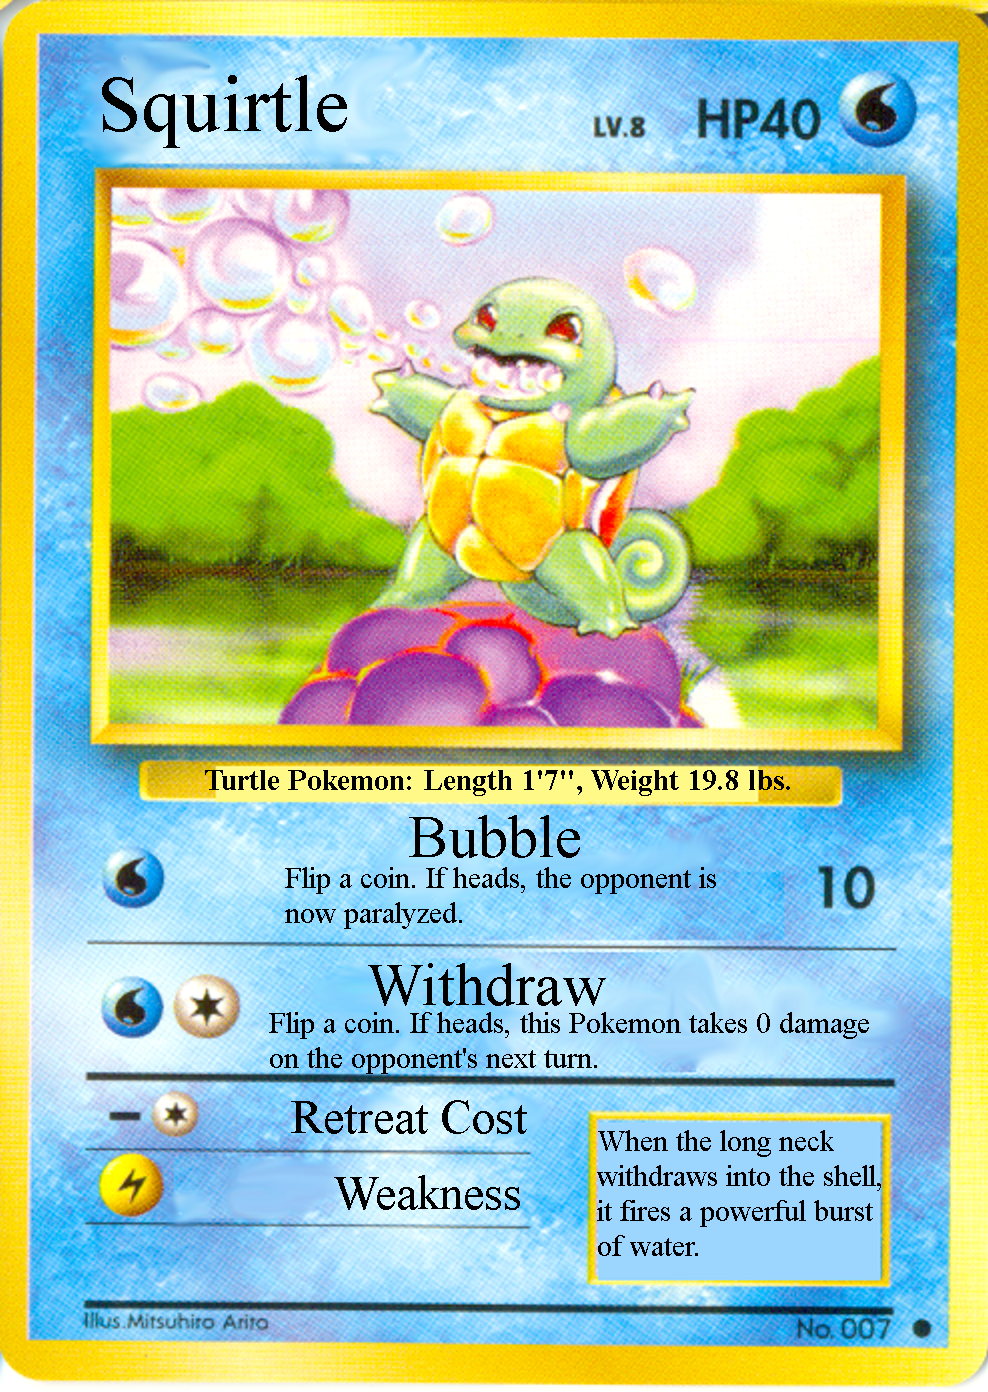 Squirtle
LV.8 HP40
Turtle Pokemon: Length 1'7", Weight 19.8 lbs.
Bubble
Flip a coin. If heads, the opponent is
now paralyzed.
10
Withdraw
Flip a coin. If heads, this Pokemon takes 0 damage
on the opponent's next turn.
Retreat Cost
Weakness
When the long neck
withdraws into the shell,
it fires a powerful burst
of water.
Illus.Mitsuhiro Arita
No. 007